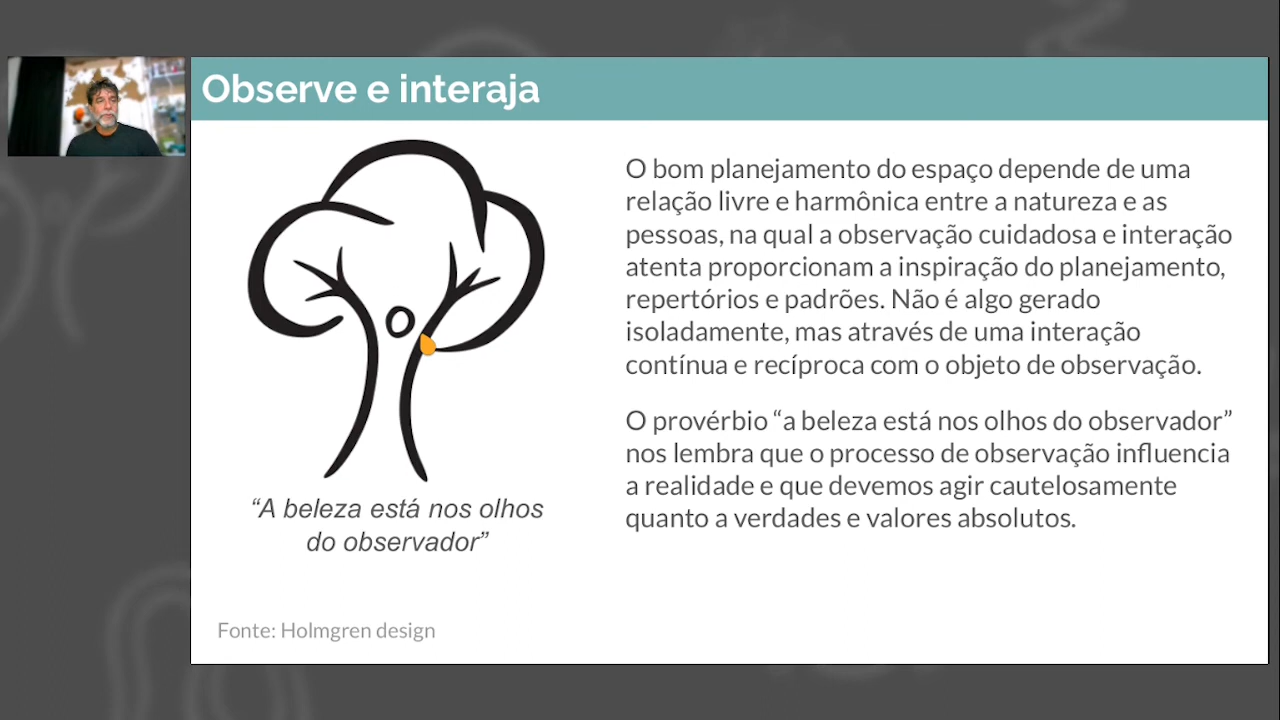 Observe e interaja
O bom planejamento do espaço depende de uma
relação livre e harmônica entre a natureza e as
pessoas, na qual a observação cuidadosa e interação
atenta proporcionam a inspiração do planejamento,
repertórios e padrões. Não é algo gerado
isoladamente, mas através de uma interação
contínua e recíproca com o objeto de observação.
O provérbio “a beleza está nos olhos do observador”
nos lembra que o processo de observação influencia
a realidade e que devemos agir cautelosamente
quanto a verdades e valores absolutos.
“A beleza está nos olhos
do observador”
Fonte: Holmgren design